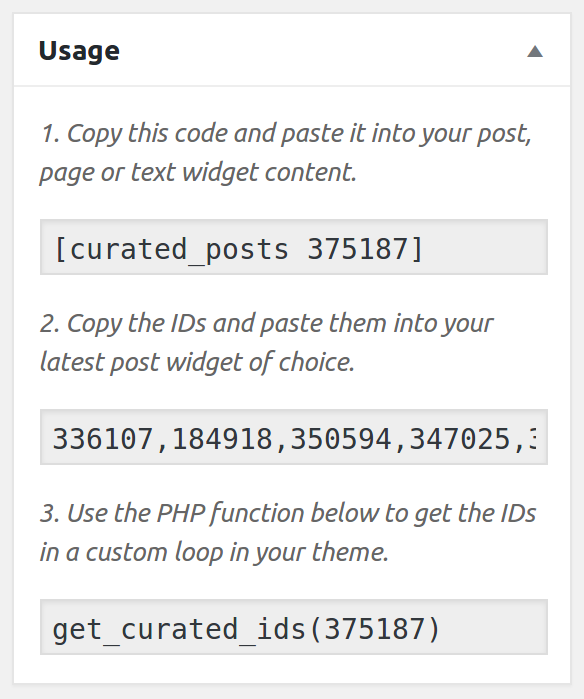 Usage
1. Copy this code and paste it into your post,
page or text widget content.
[curated_posts 375187]
2. Copy the IDs and paste them into your
latest post widget of choice.
336107,184918,350594,347025,
3. Use the PHP function below to get the IDs
in a custom loop in your theme.
get_curated_ids(375187)